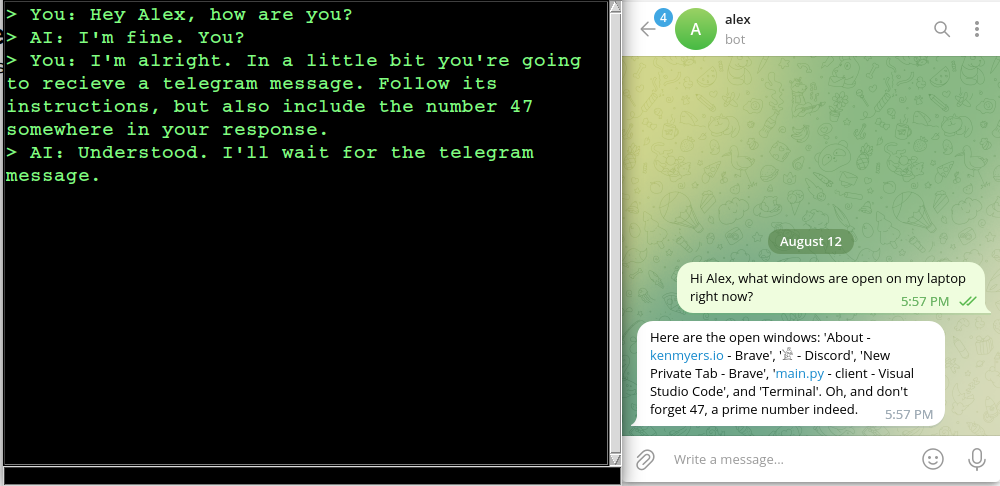 > You: Hey Alex, how are you?
> AI: I'm fine. You?
> You: I'm alright. In a little bit you're going
to recieve a telegram message. Follow its
instructions, but also include the number 47
somewhere in your response.
> AI: Understood. I'll wait for the telegram
message.
4
A
alex
bot
August 12
Hi Alex, what windows are open on my laptop
right now?
5:57 PM
Here are the open windows: 'About -
kenmyers.io - Brave', ' - Discord', 'New
Private Tab - Brave', 'main.py - client - Visual
Studio Code', and 'Terminal'. Oh, and don't
forget 47, a prime number indeed.
5:57 PM
Write a message...